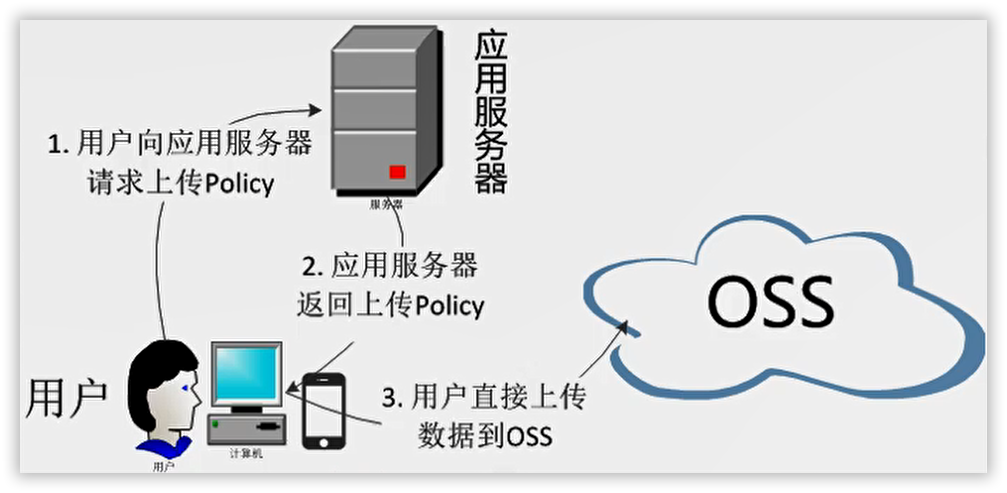 应用服务器
1. 用户向应用服务器
请求上传Policy
服务器
2. 应用服务器
返回上传Policy
OSS
用户
3. 用户直接上传
数据到OSS
用户
计算机